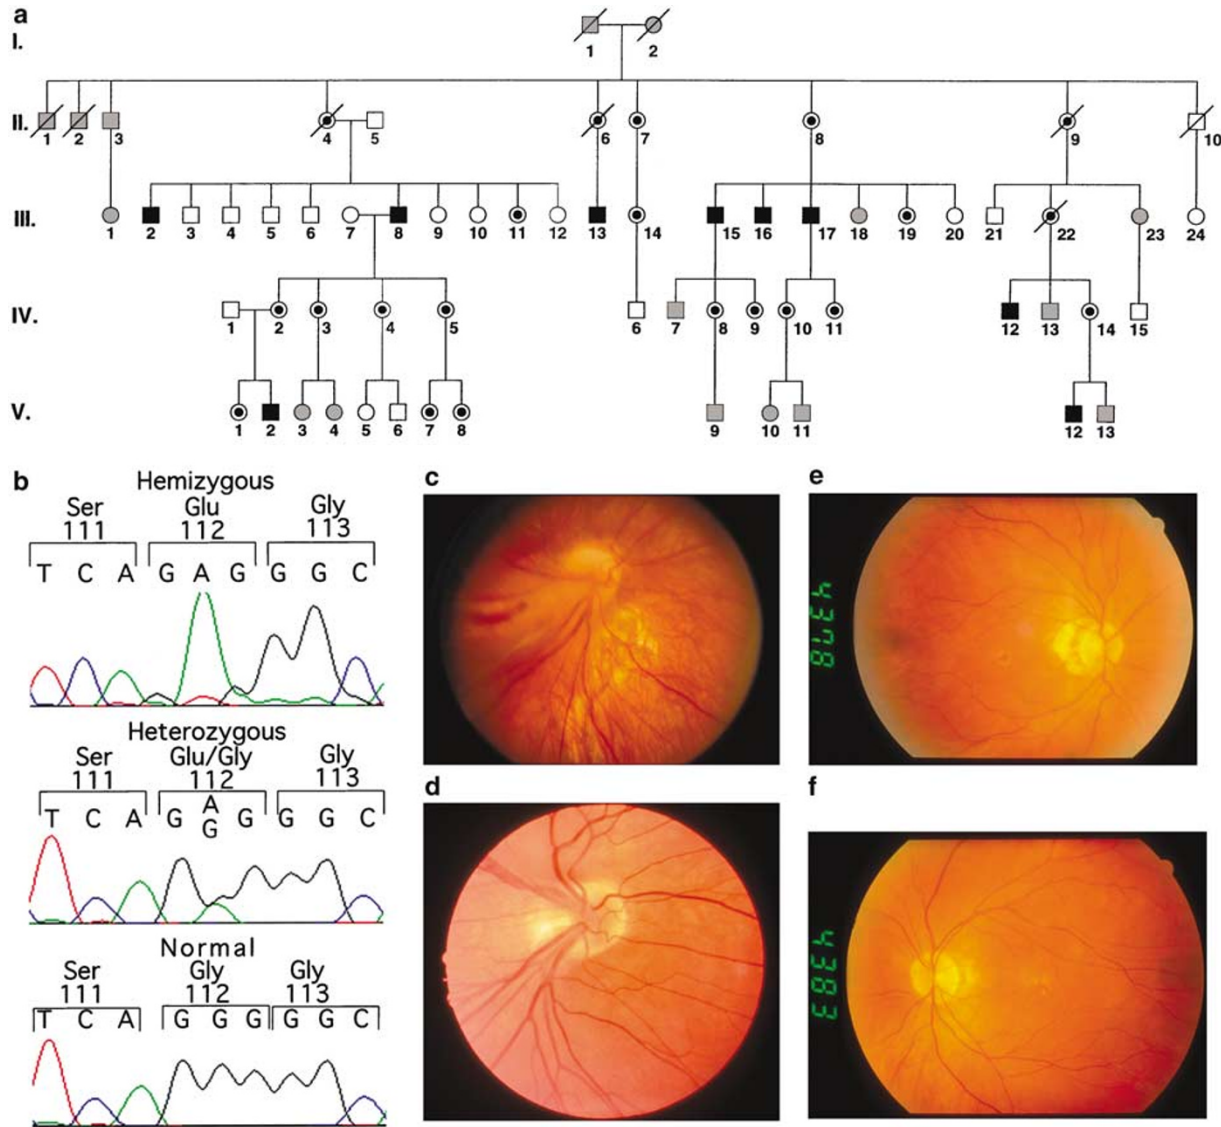 a
I.
1 2
II.
1 2 3 4 5 6 7 8 9 10
III.
1 2 3 4 5 6 7 8 9 10 11 12 13 14 15 16 17 18 19 20 21 22 23 24
IV.
1 2 3 4 5 6 7 8 9 10 11 12 13 14 15
V.
1 2 3 4 5 6 7 8 9 10 11 12 13
b
Hemizygous
Ser Glu Gly
111 112 113
T C A G A G G G C
Heterozygous
Ser Glu/Gly Gly
111 112 113
A
T C A G G G G C
G
Normal
Ser Gly Gly
111 112 113
T C A G G G G G C
c
d
e
f